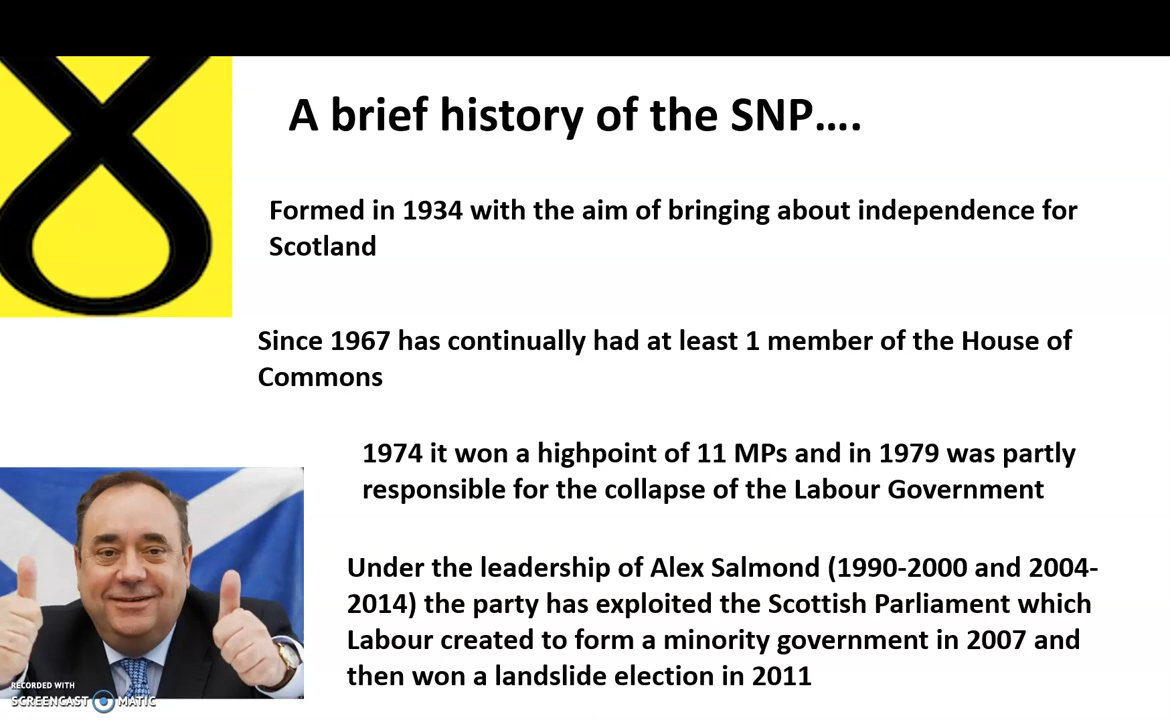 A brief history of the SNP....
Formed in 1934 with the aim of bringing about independence for
Scotland
Since 1967 has continually had at least 1 member of the House of
Commons
1974 it won a highpoint of 11 MPs and in 1979 was partly
responsible for the collapse of the Labour Government
Under the leadership of Alex Salmond (1990-2000 and 2004-
2014) the party has exploited the Scottish Parliament which
Labour created to form a minority government in 2007 and
then won a landslide election in 2011
RECORDED WITH
SCREENCAST MATIC